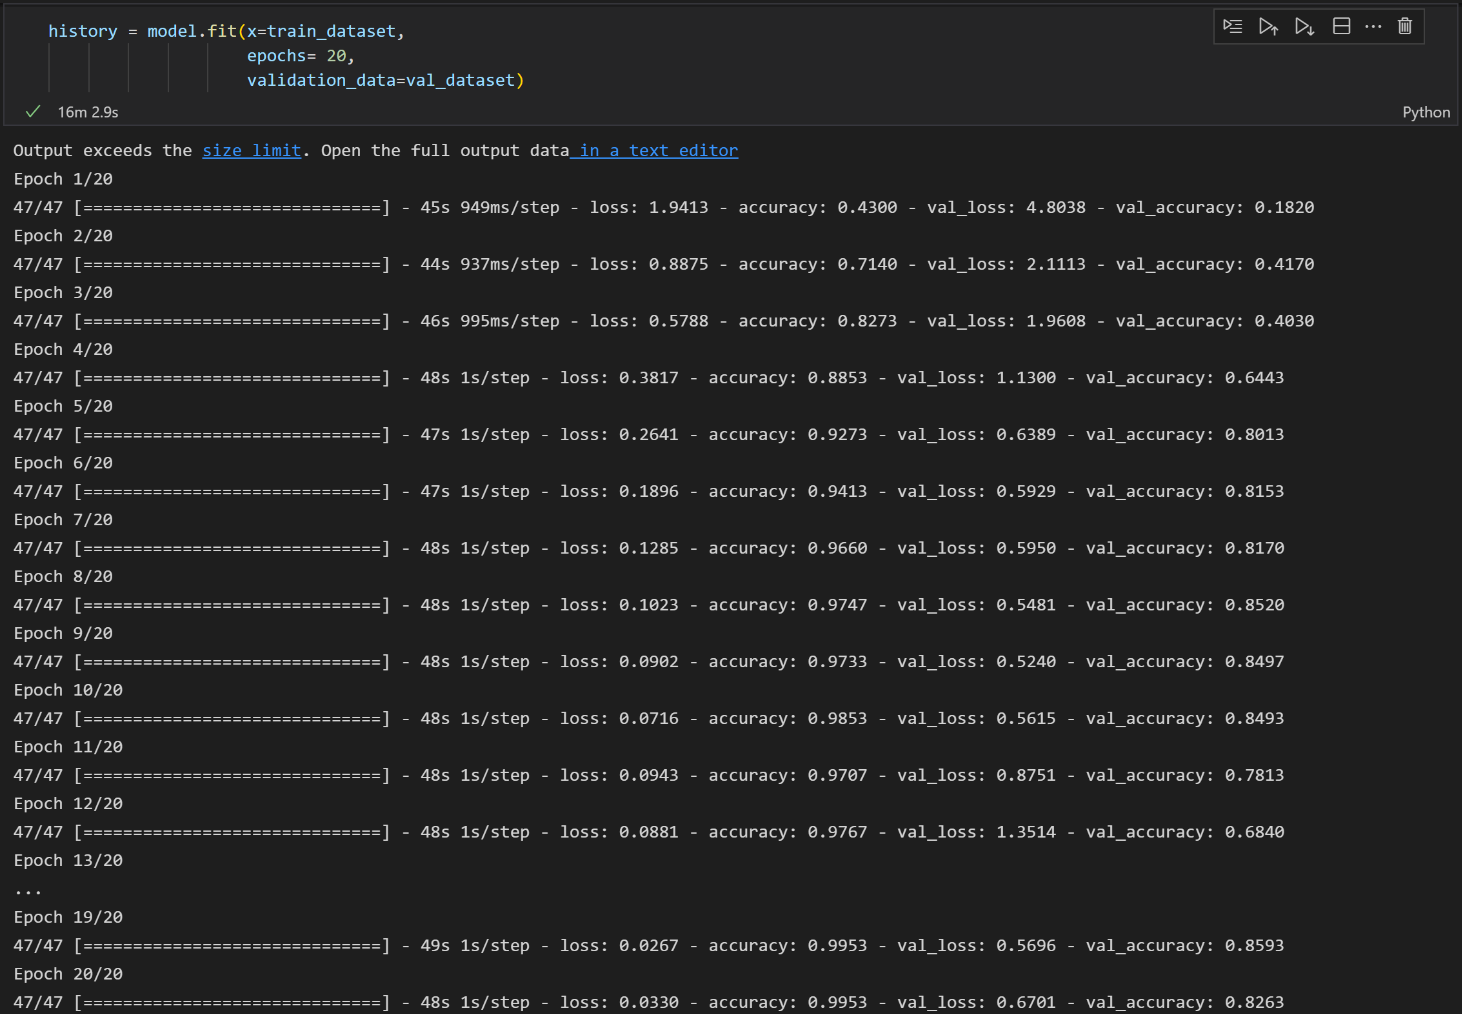 history = model.fit(x=train_dataset,
epochs= 20,
validation_data=val_dataset)
16m 2.9s
Python
Output exceeds the size limit. Open the full output data in a text editor
Epoch 1/20
47/47 [==============================] - 45s 949ms/step - loss: 1.9413 - accuracy: 0.4300 - val_loss: 4.8038 - val_accuracy: 0.1820
Epoch 2/20
47/47 [==============================] - 44s 937ms/step - loss: 0.8875 - accuracy: 0.7140 - val_loss: 2.1113 - val_accuracy: 0.4170
Epoch 3/20
47/47 [==============================] - 46s 995ms/step - loss: 0.5788 - accuracy: 0.8273 - val_loss: 1.9608 - val_accuracy: 0.4030
Epoch 4/20
47/47 [==============================] - 48s 1s/step - loss: 0.3817 - accuracy: 0.8853 - val_loss: 1.1300 - val_accuracy: 0.6443
Epoch 5/20
47/47 [==============================] - 47s 1s/step - loss: 0.2641 - accuracy: 0.9273 - val_loss: 0.6389 - val_accuracy: 0.8013
Epoch 6/20
47/47 [==============================] - 47s 1s/step - loss: 0.1896 - accuracy: 0.9413 - val_loss: 0.5929 - val_accuracy: 0.8153
Epoch 7/20
47/47 [==============================] - 48s 1s/step - loss: 0.1285 - accuracy: 0.9660 - val_loss: 0.5950 - val_accuracy: 0.8170
Epoch 8/20
47/47 [==============================] - 48s 1s/step - loss: 0.1023 - accuracy: 0.9747 - val_loss: 0.5481 - val_accuracy: 0.8520
Epoch 9/20
47/47 [==============================] - 48s 1s/step - loss: 0.0902 - accuracy: 0.9733 - val_loss: 0.5240 - val_accuracy: 0.8497
Epoch 10/20
47/47 [==============================] - 48s 1s/step - loss: 0.0716 - accuracy: 0.9853 - val_loss: 0.5615 - val_accuracy: 0.8493
Epoch 11/20
47/47 [==============================] - 48s 1s/step - loss: 0.0943 - accuracy: 0.9707 - val_loss: 0.8751 - val_accuracy: 0.7813
Epoch 12/20
47/47 [==============================] - 48s 1s/step - loss: 0.0881 - accuracy: 0.9767 - val_loss: 1.3514 - val_accuracy: 0.6840
Epoch 13/20
...
Epoch 19/20
47/47 [==============================] - 49s 1s/step - loss: 0.0267 - accuracy: 0.9953 - val_loss: 0.5696 - val_accuracy: 0.8593
Epoch 20/20
47/47 [==============================] - 48s 1s/step - loss: 0.0330 - accuracy: 0.9953 - val_loss: 0.6701 - val_accuracy: 0.8263